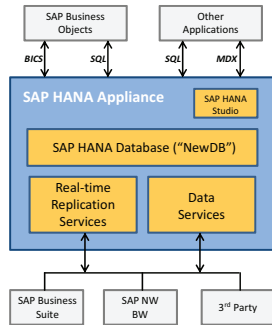 SAP Business
Objects
Other
Applications
BICS
SQL
SQL
MDX
SAP HANA Appliance
SAP HANA
Studio
SAP HANA Database (“NewDB”)
Real-time
Replication
Services
Data
Services
SAP Business
Suite
SAP NW
BW
3rd Party